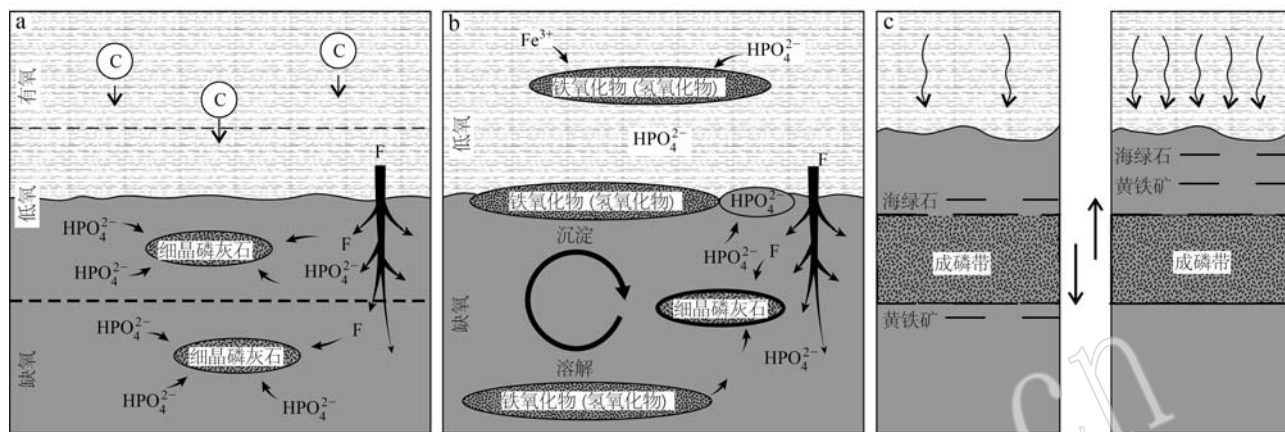 a
C
C
C
有氧
F
低氧
HPO₄²⁻
细晶磷灰石
F
HPO₄²⁻
HPO₄²⁻
HPO₄²⁻
F
细晶磷灰石
缺氧
HPO₄²⁻
HPO₄²⁻
b
Fe³⁺
HPO₄²⁻
铁氧化物 (氢氧化物)
低氧
HPO₄²⁻
F
铁氧化物 (氢氧化物)
HPO₄²⁻
沉淀
HPO₄²⁻
F
细晶磷灰石
缺氧
溶解
HPO₄²⁻
铁氧化物 (氢氧化物)
c
海绿石
成磷带
黄铁矿
海绿石
黄铁矿
成磷带
cn